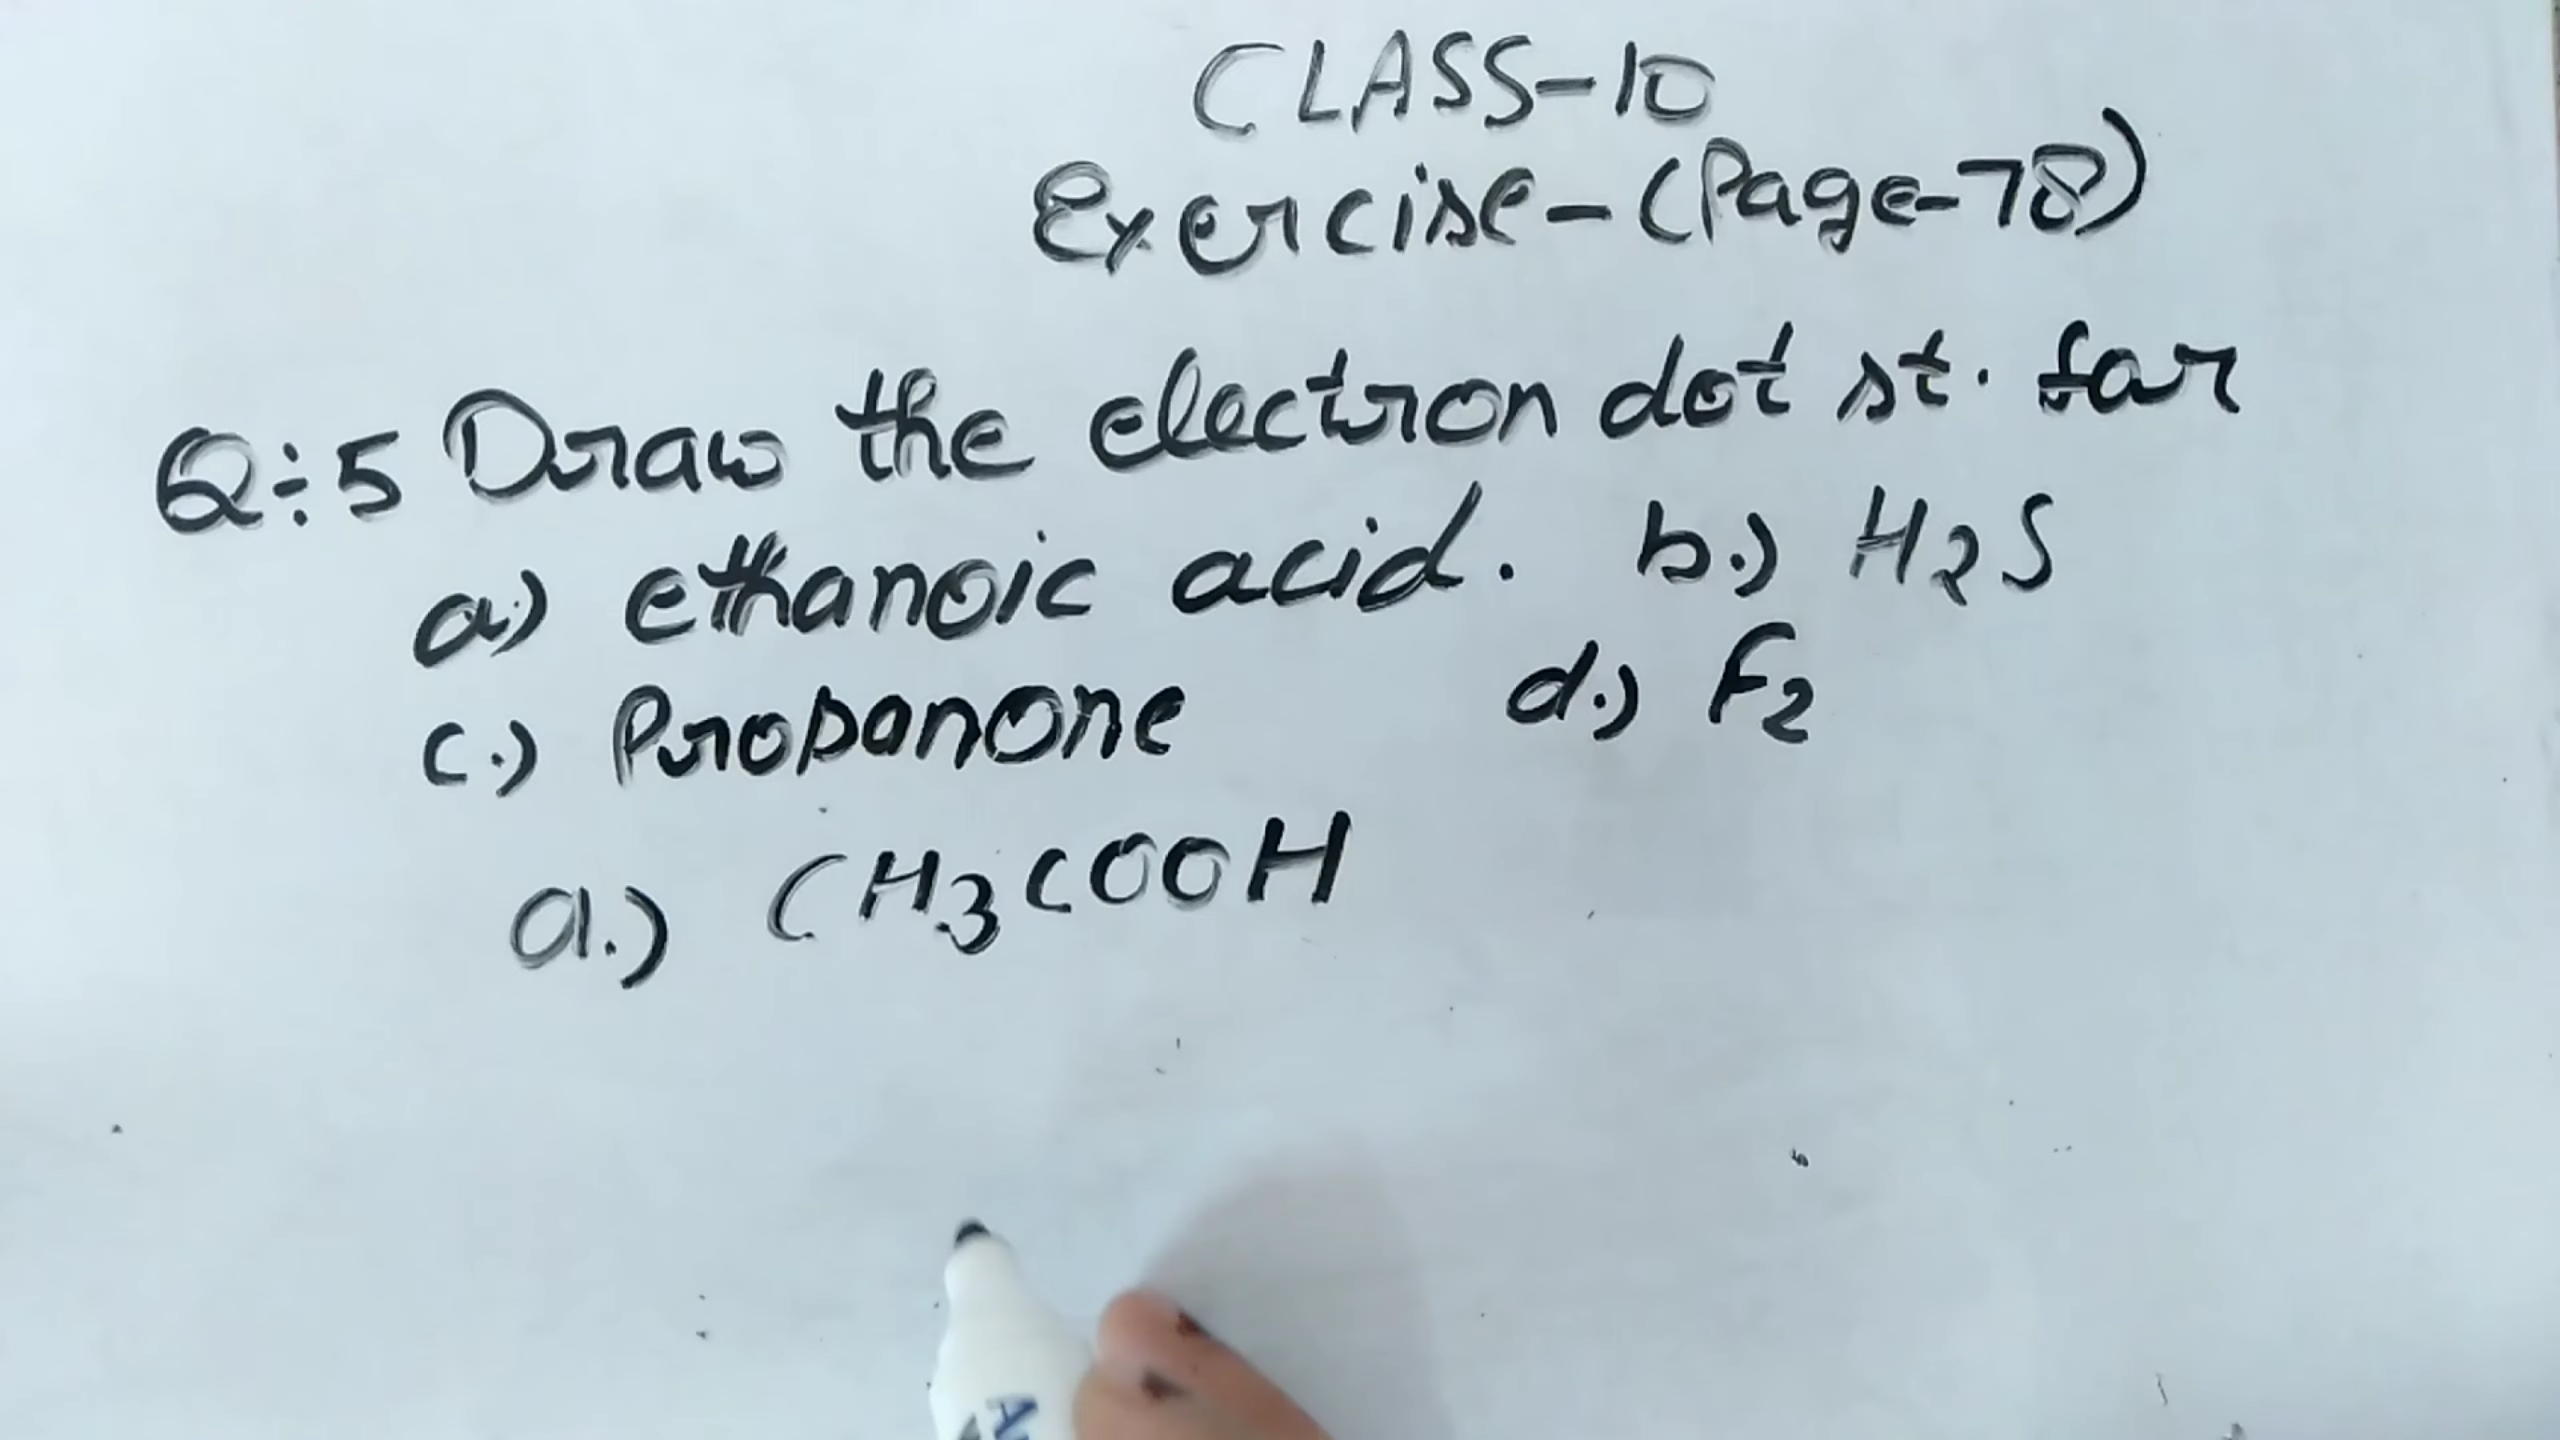 CLASS-10
Exercise-(Page-78)
Q÷5 Draw the electron dot st. for
a.) ethanoic acid. b.) H2S
c.) Propanone d.) F2
a.) CH3COOH